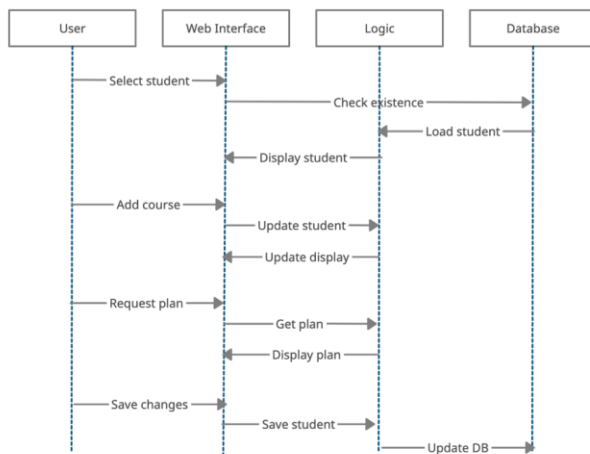 User
Web Interface
Logic
Database
Select student
Check existence
Load student
Display student
Add course
Update student
Update display
Request plan
Get plan
Display plan
Save changes
Save student
Update DB